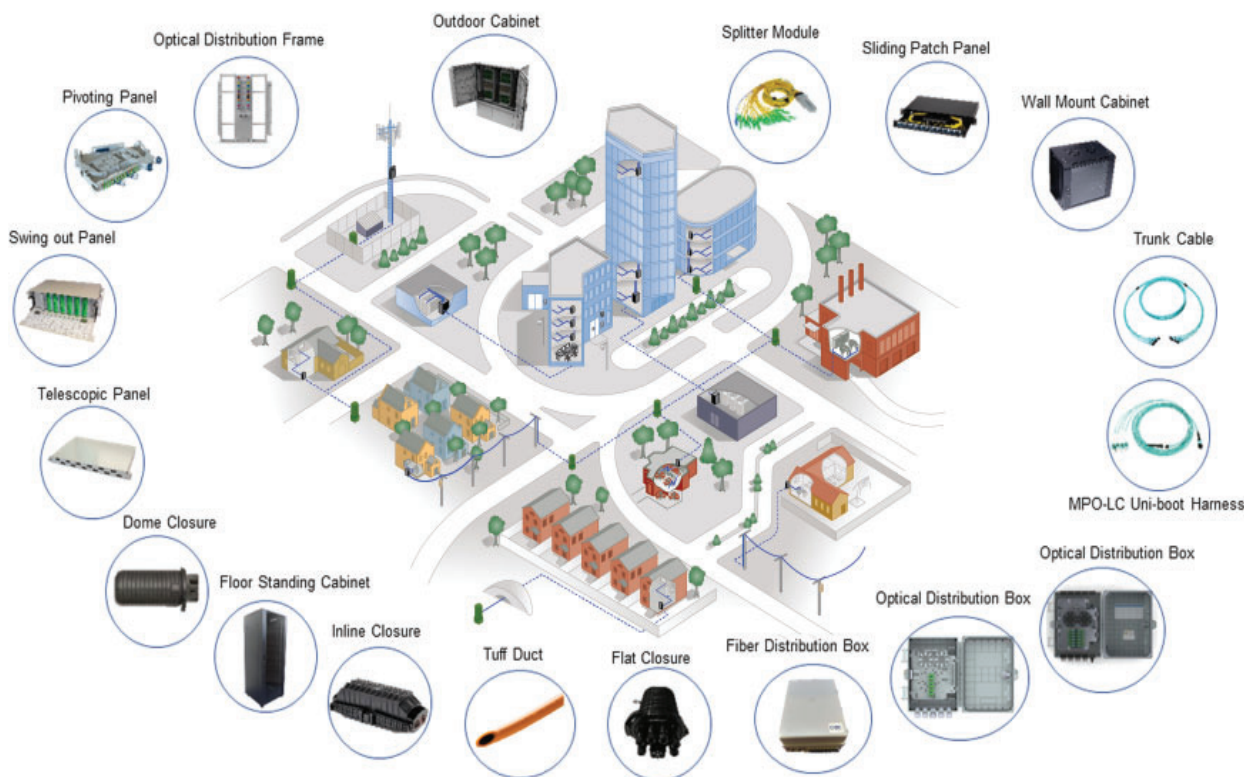 Outdoor Cabinet
Splitter Module
Optical Distribution Frame
Sliding Patch Panel
Pivoting Panel
Wall Mount Cabinet
Swing out Panel
Trunk Cable
Telescopic Panel
MPO-LC Uni-boot Harness
Dome Closure
Optical Distribution Box
Floor Standing Cabinet
Optical Distribution Box
Inline Closure
Tuff Duct
Flat Closure
Fiber Distribution Box